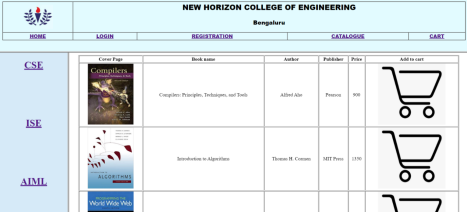 NEW HORIZON COLLEGE OF ENGINEERING
Bengaluru
HOME LOGIN REGISTRATION CATALOGUE CART
CSE
ISE
AIML
Cover Page Book name Author Publisher Price Add to cart
Compilers
Compilers: Principles, Techniques, and Tools Alfred Aho Pearson 900
ALGORITHMS
Introduction to Algorithms Thomas H. Cormen MIT Press 1350
World Wide Web